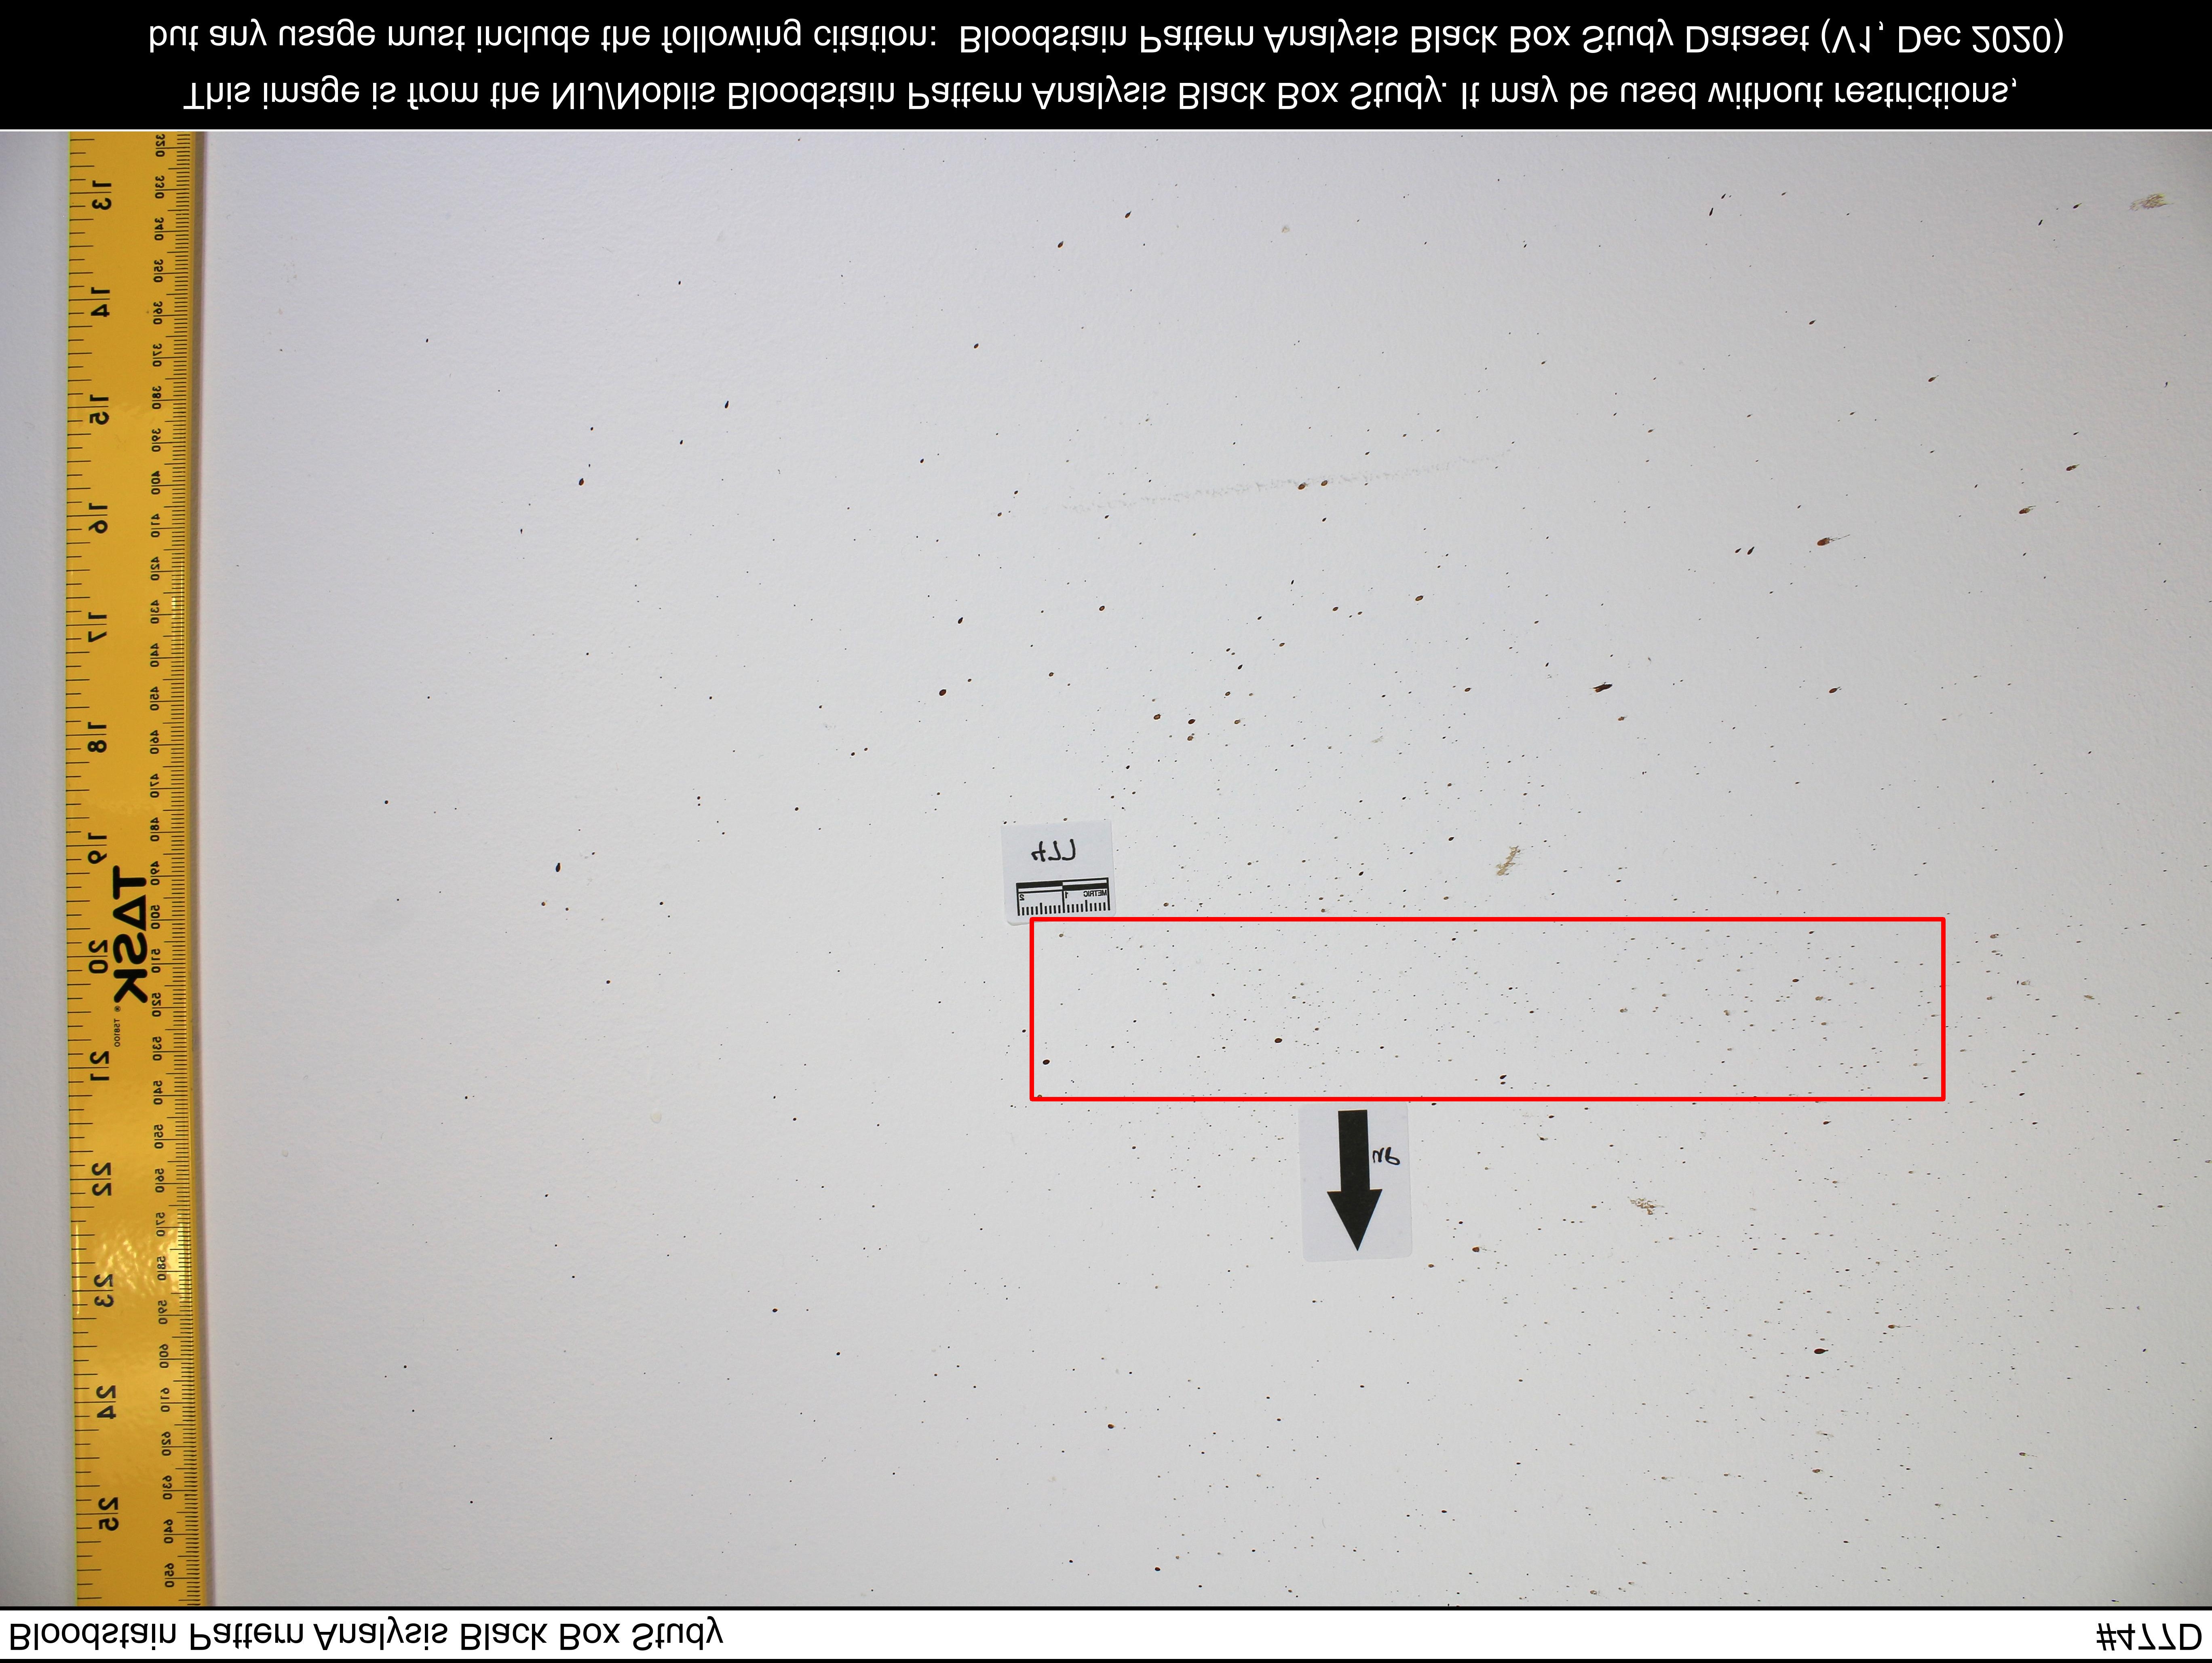 Bloodstain Pattern Analysis Black Box Study #477D
13 14 15 16 17 18 19 20 21 22 23 24 25
320 330 340 350 360 370 380 390 400 410 420 430 440 450 460 470 480 490 500 510 520 530 540 550 560 570 580 590 600 610 620 630 640 650
TASK
T58100
METRIC 1 2
up
This image is from the NIJ/Noblis Bloodstain Pattern Analysis Black Box Study. It may be used without restrictions,
but any usage must include the following citation:  Bloodstain Pattern Analysis Black Box Study Dataset (V1, Dec 2020)